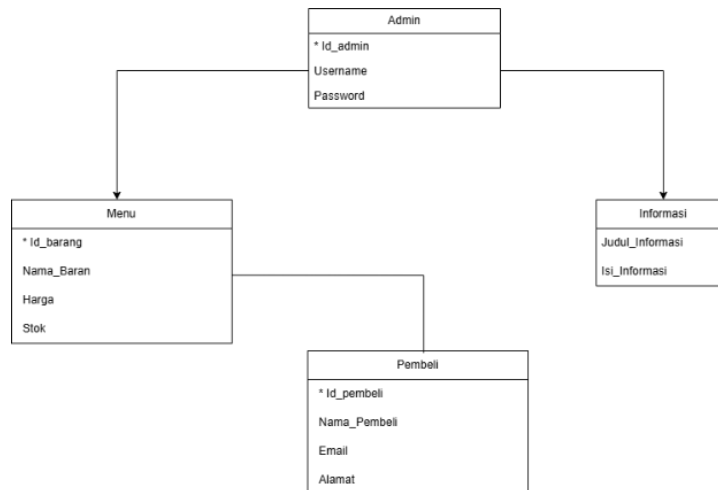 Admin
* Id_admin
Username
Password
Menu
* Id_barang
Nama_Baran
Harga
Stok
Informasi
Judul_Informasi
Isi_Informasi
Pembeli
* Id_pembeli
Nama_Pembeli
Email
Alamat